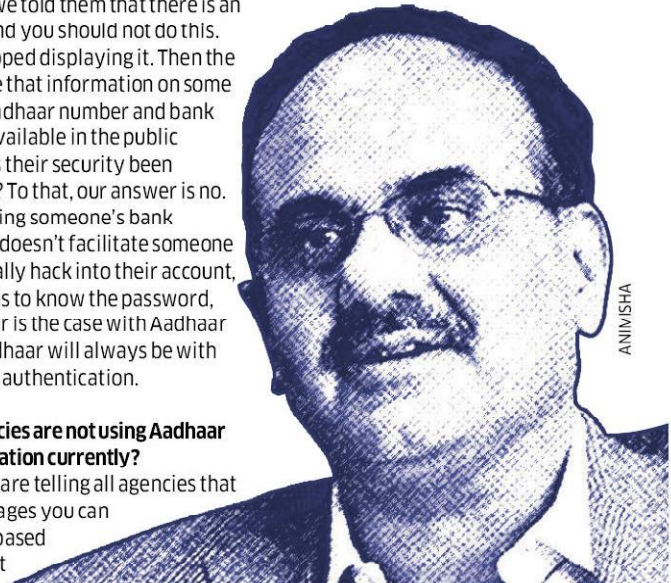 we told them that there is an
nd you should not do this.
pped displaying it. Then the
e that information on some
adhaar number and bank
vailable in the public
s their security been
? To that, our answer is no.
ing someone's bank
doesn't facilitate someone
ally hack into their account,
s to know the password,
r is the case with Aadhaar
dhaar will always be with
authentication.
cies are not using Aadhaar
ation currently?
are telling all agencies that
ages you can
based
t
ANIMISHA